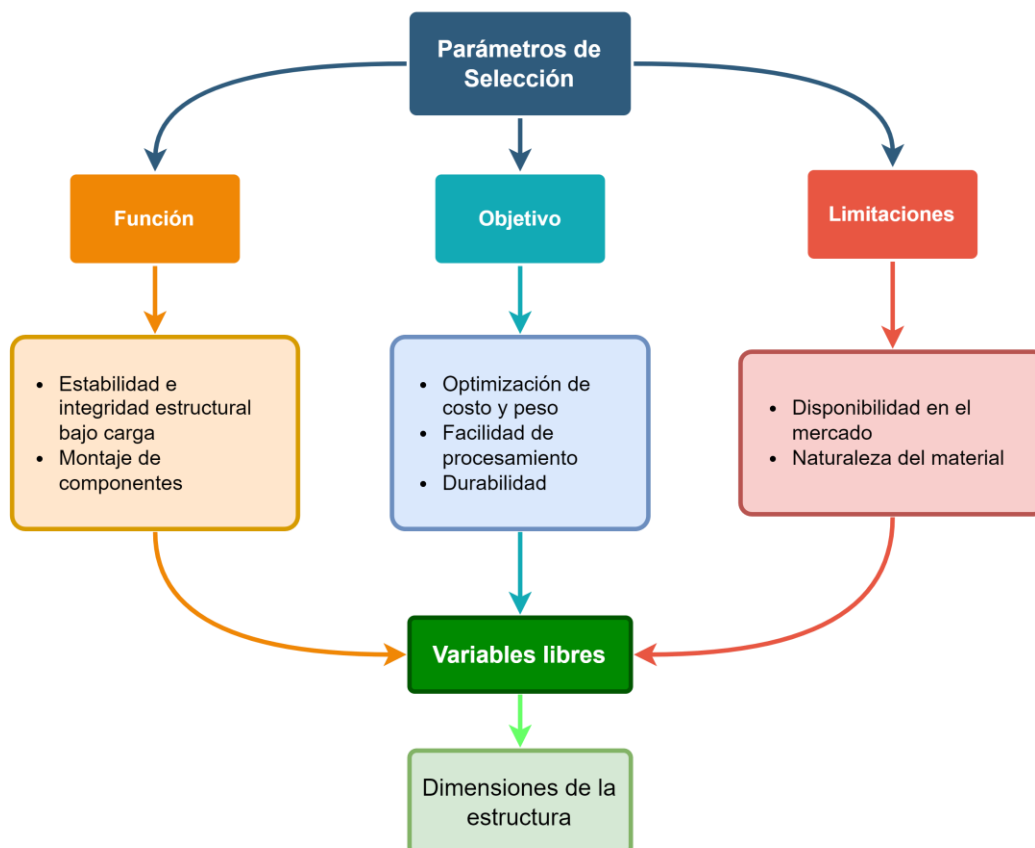 Parámetros de
Selección
Función
Objetivo
Limitaciones
• Estabilidad e
integridad estructural
bajo carga
• Montaje de
componentes
• Optimización de
costo y peso
• Facilidad de
procesamiento
• Durabilidad
• Disponibilidad en el
mercado
• Naturaleza del material
Variables libres
Dimensiones de la
estructura